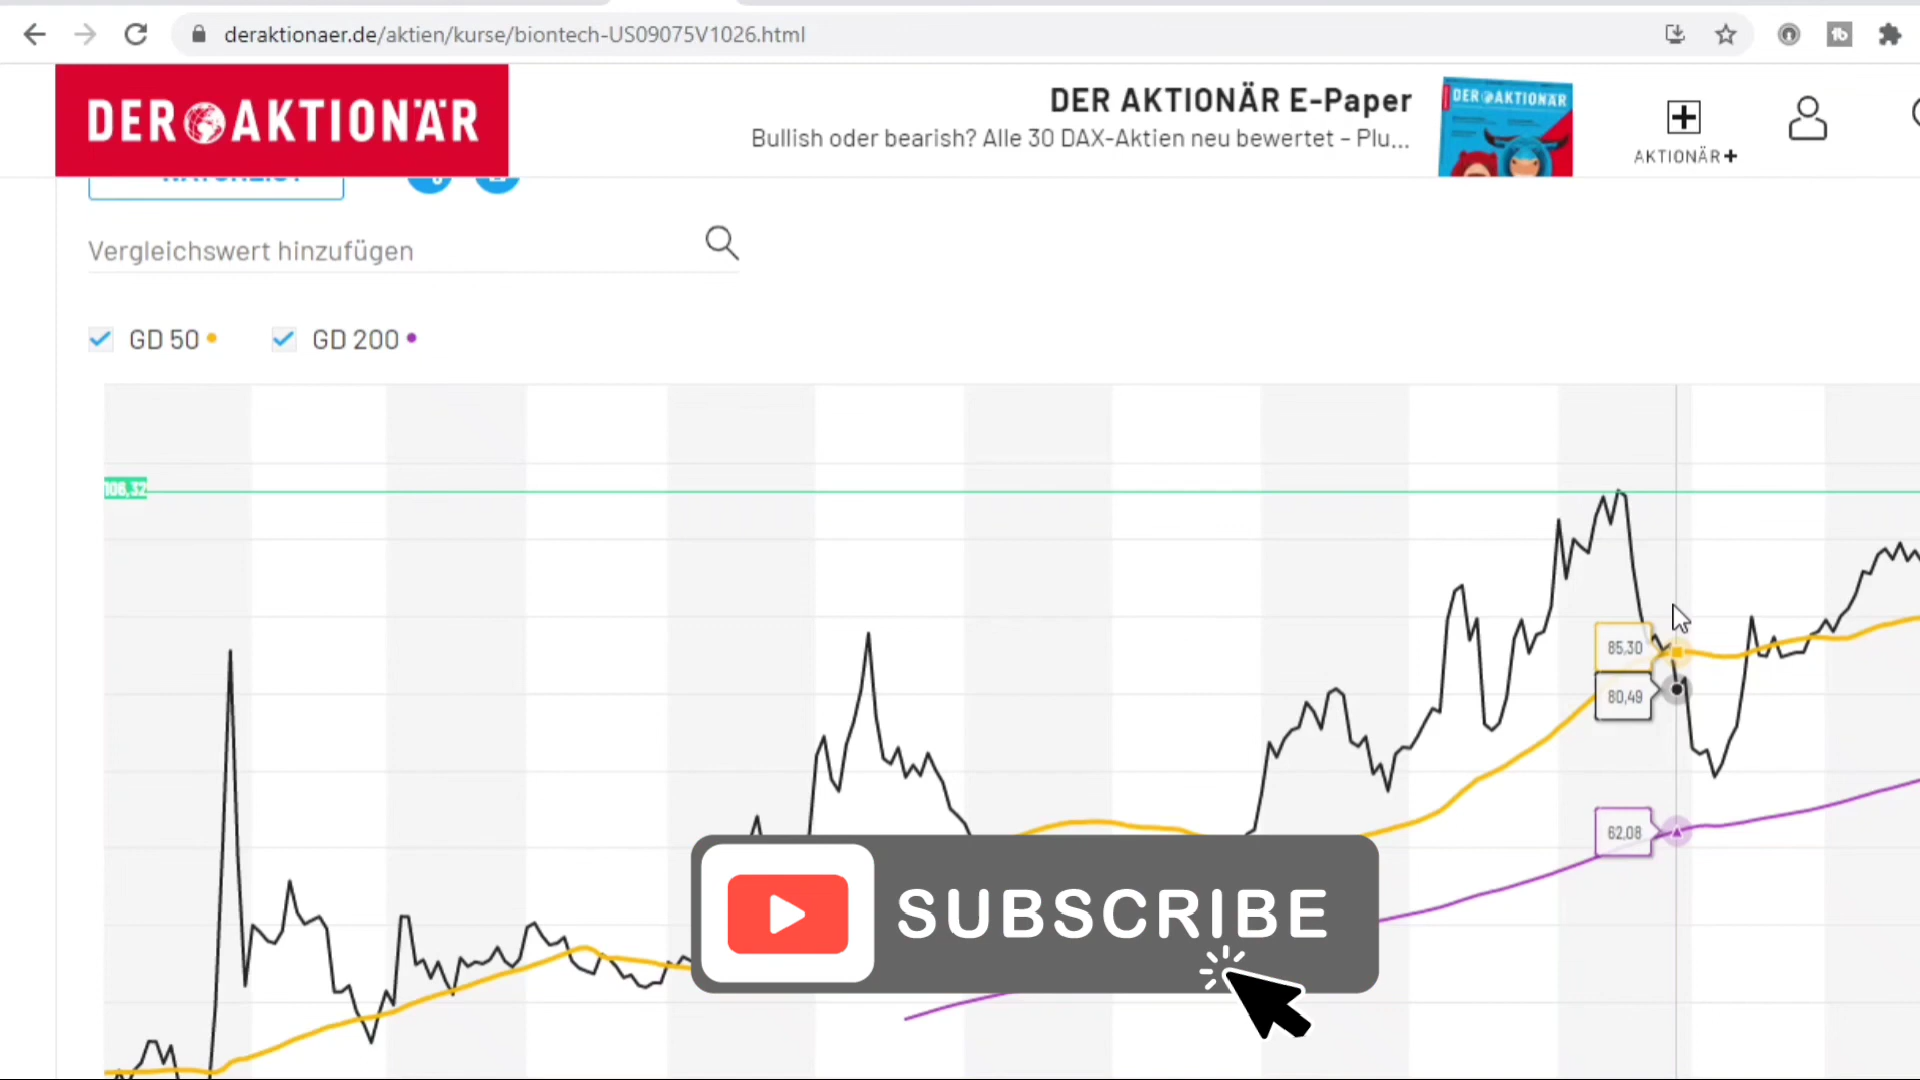 deraktionaer.de/aktien/kurse/biontech-US09075V1026.html
DER AKTIONÄR
DER AKTIONÄR E-Paper
Bullish oder bearish? Alle 30 DAX-Aktien neu bewertet – Plu...
DER AKTIONÄR
AKTIONÄR+
Vergleichswert hinzufügen
GD 50
GD 200
106,32
85,30
80,49
62,08
SUBSCRIBE